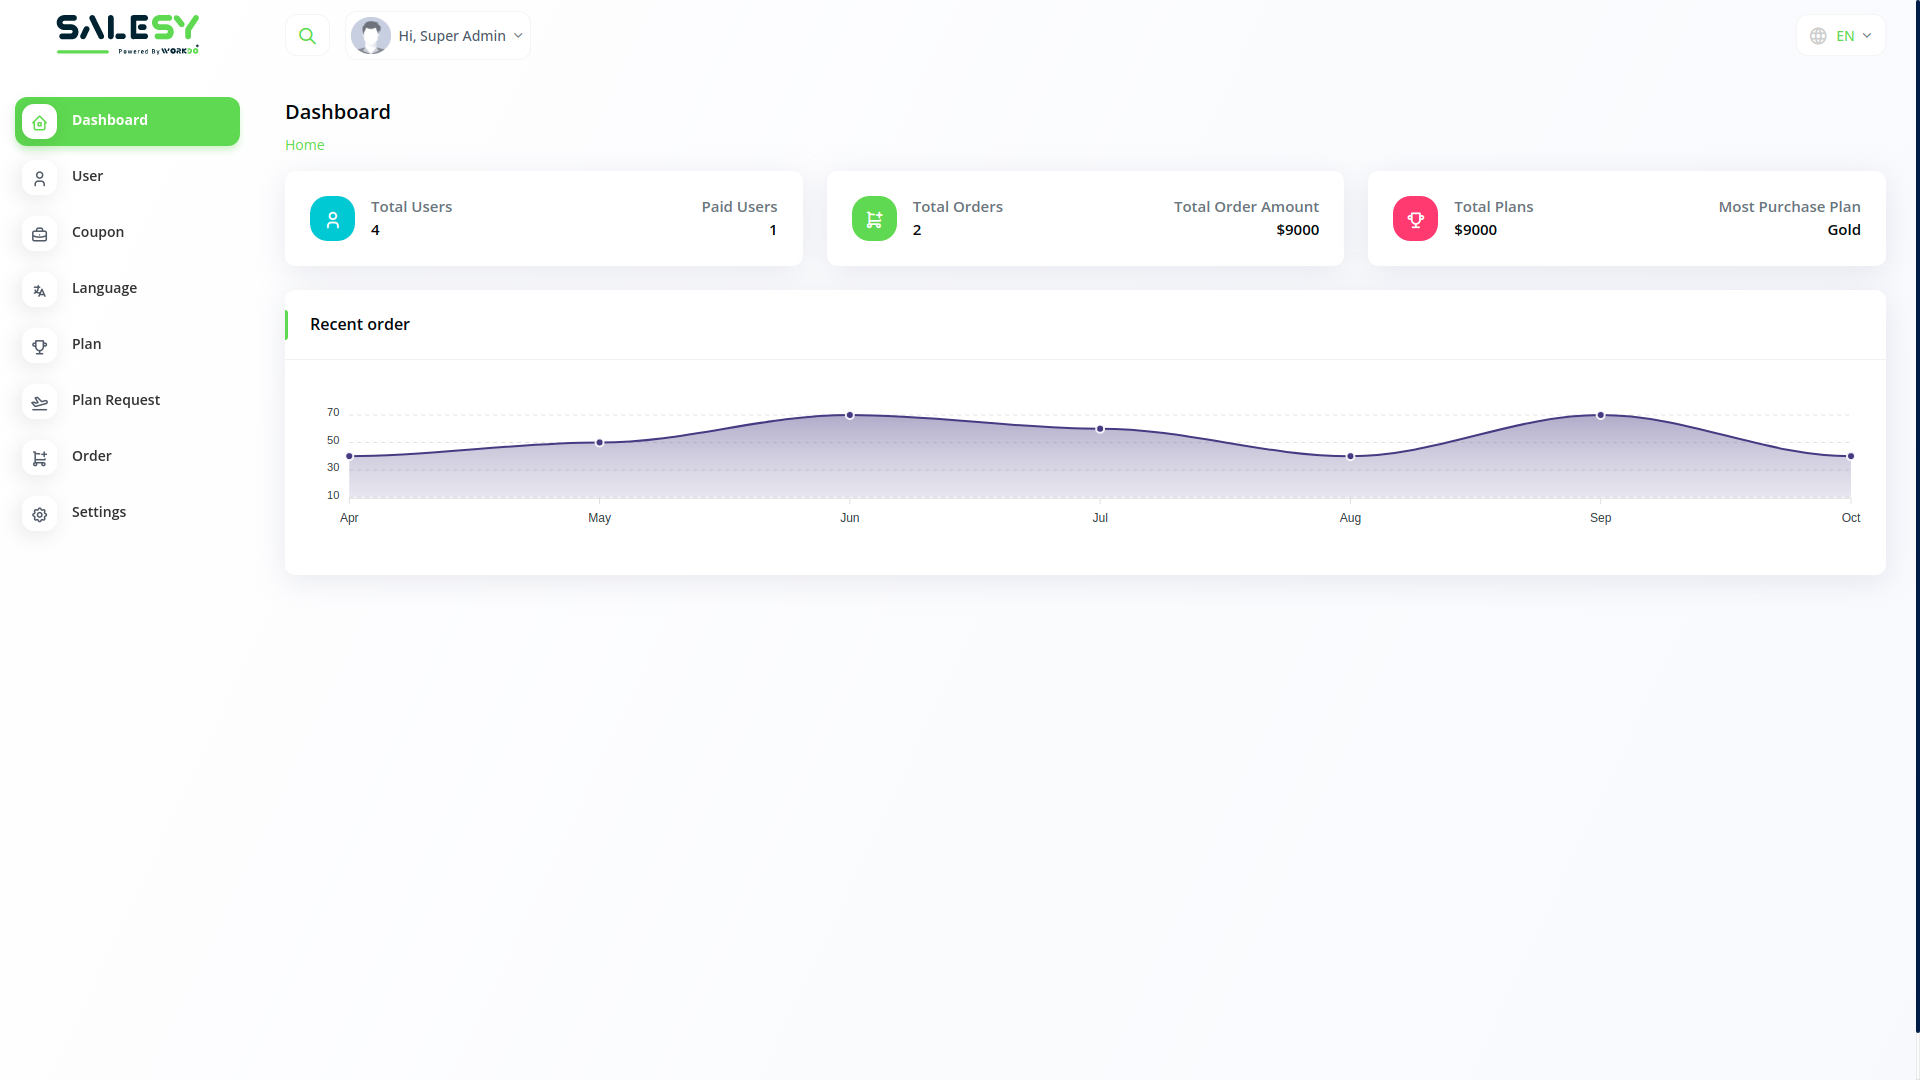 SALESY
Powered By WORKDO
Hi, Super Admin
EN
Dashboard
User
Coupon
Language
Plan
Plan Request
Order
Settings
Dashboard
Home
Total Users
4
Paid Users
1
Total Orders
2
Total Order Amount
$9000
Total Plans
$9000
Most Purchase Plan
Gold
Recent order
70
50
30
10
Apr May Jun Jul Aug Sep Oct